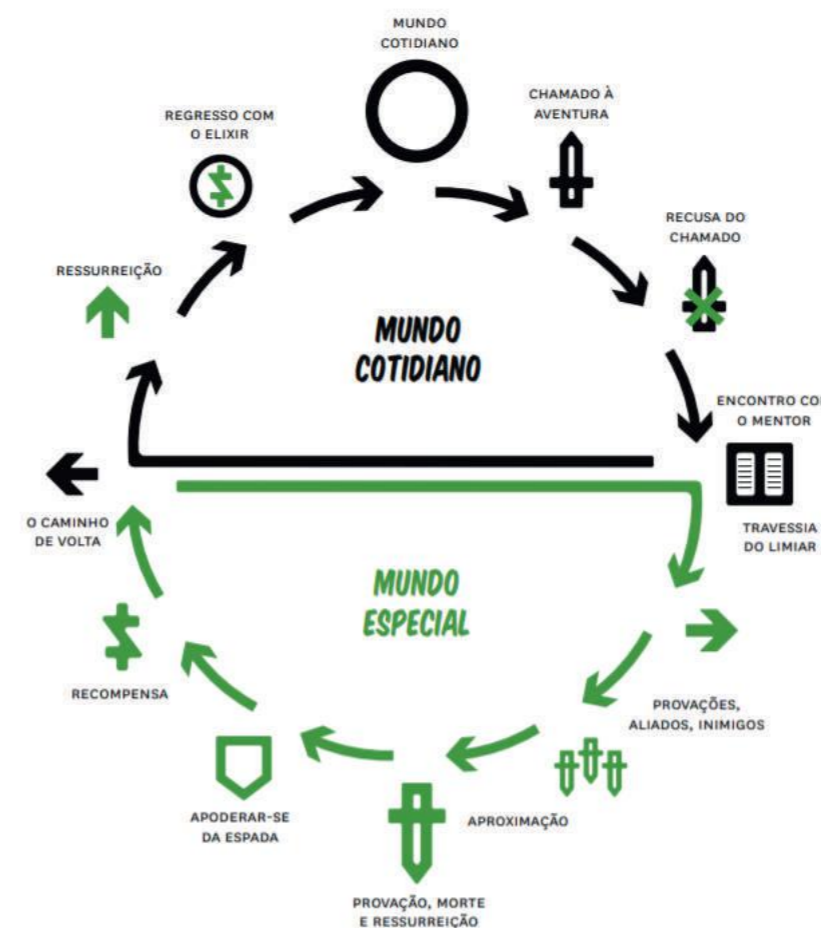 MUNDO
COTIDIANO
CHAMADO À
AVENTURA
REGRESSO COM
O ELIXIR
RECUSA DO
CHAMADO
RESSURREIÇÃO
MUNDO
COTIDIANO
ENCONTRO CO
O MENTOR
O CAMINHO
DE VOLTA
TRAVESSIA
DO LIMIAR
MUNDO
ESPECIAL
RECOMPENSA
PROVAÇÕES,
ALIADOS, INIMIGOS
APODERAR-SE
DA ESPADA
APROXIMAÇÃO
PROVAÇÃO, MORTE
E RESSURREIÇÃO